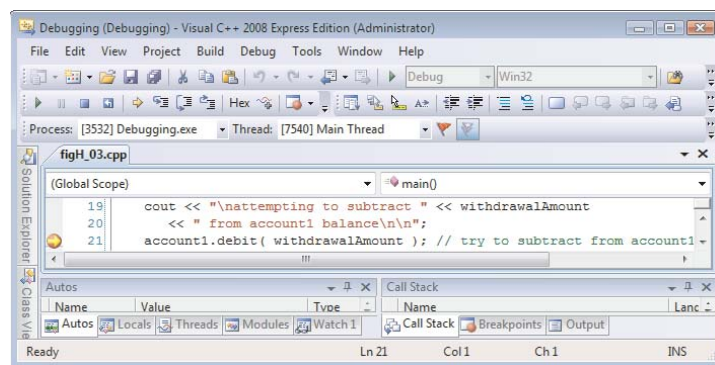 Debugging (Debugging) - Visual C++ 2008 Express Edition (Administrator)
File Edit View Project Build Debug Tools Window Help
Debug Win32
Hex
Process: [3532] Debugging.exe Thread: [7540] Main Thread
figH_03.cpp
(Global Scope) main()
19 cout << "\nattempting to subtract " << withdrawalAmount
20 << " from account1 balance\n\n";
21 account1.debit( withdrawalAmount ); // try to subtract from account1
Solution Explorer
Class Vie
Autos Call Stack
Name Value Type Name Lang
Autos Locals Threads Modules Watch 1 Call Stack Breakpoints Output
Ready Ln 21 Col 1 Ch 1 INS